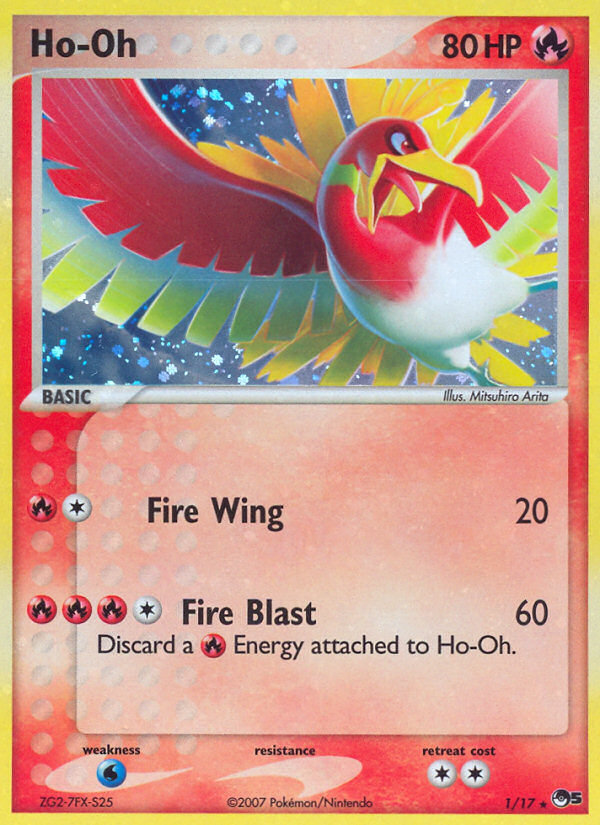 Ho-Oh 80 HP
BASIC Illus. Mitsuhiro Arita
Fire Wing 20
Fire Blast 60
Discard a Energy attached to Ho-Oh.
weakness resistance retreat cost
ZG2-7FX-S25 ©2007 Pokémon/Nintendo 1/17 ★ 5